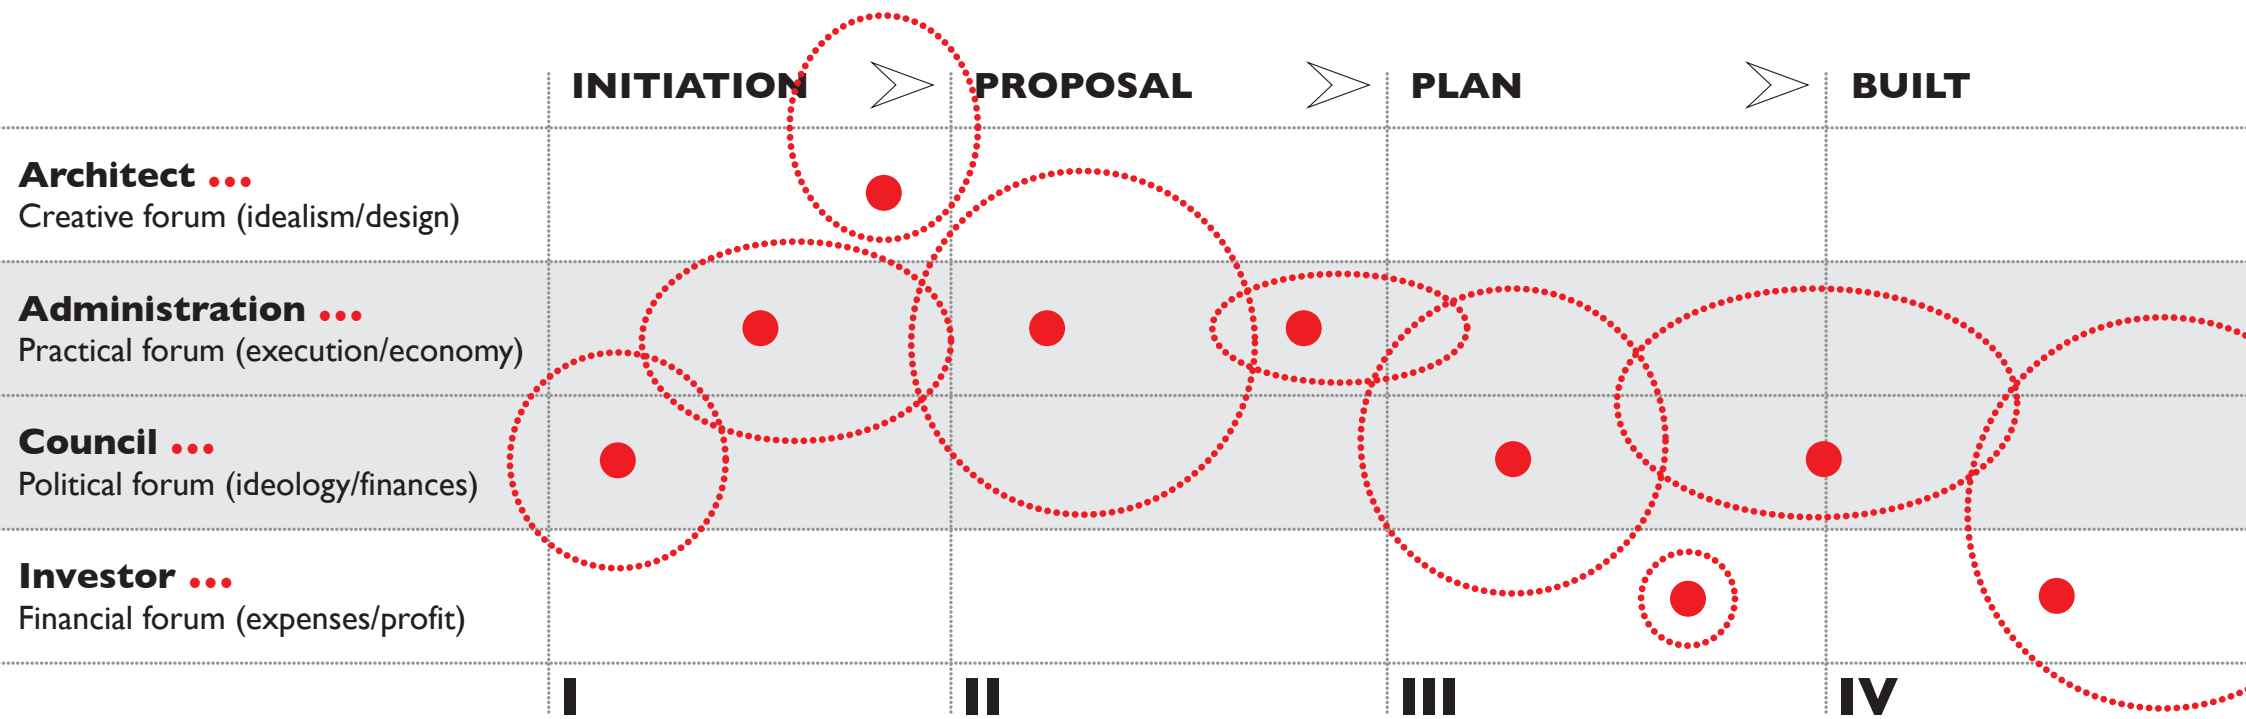 INITIATION PROPOSAL PLAN BUILT
Architect •••
Creative forum (idealism/design)
Administration •••
Practical forum (execution/economy)
Council •••
Political forum (ideology/finances)
Investor •••
Financial forum (expenses/profit)
I II III IV